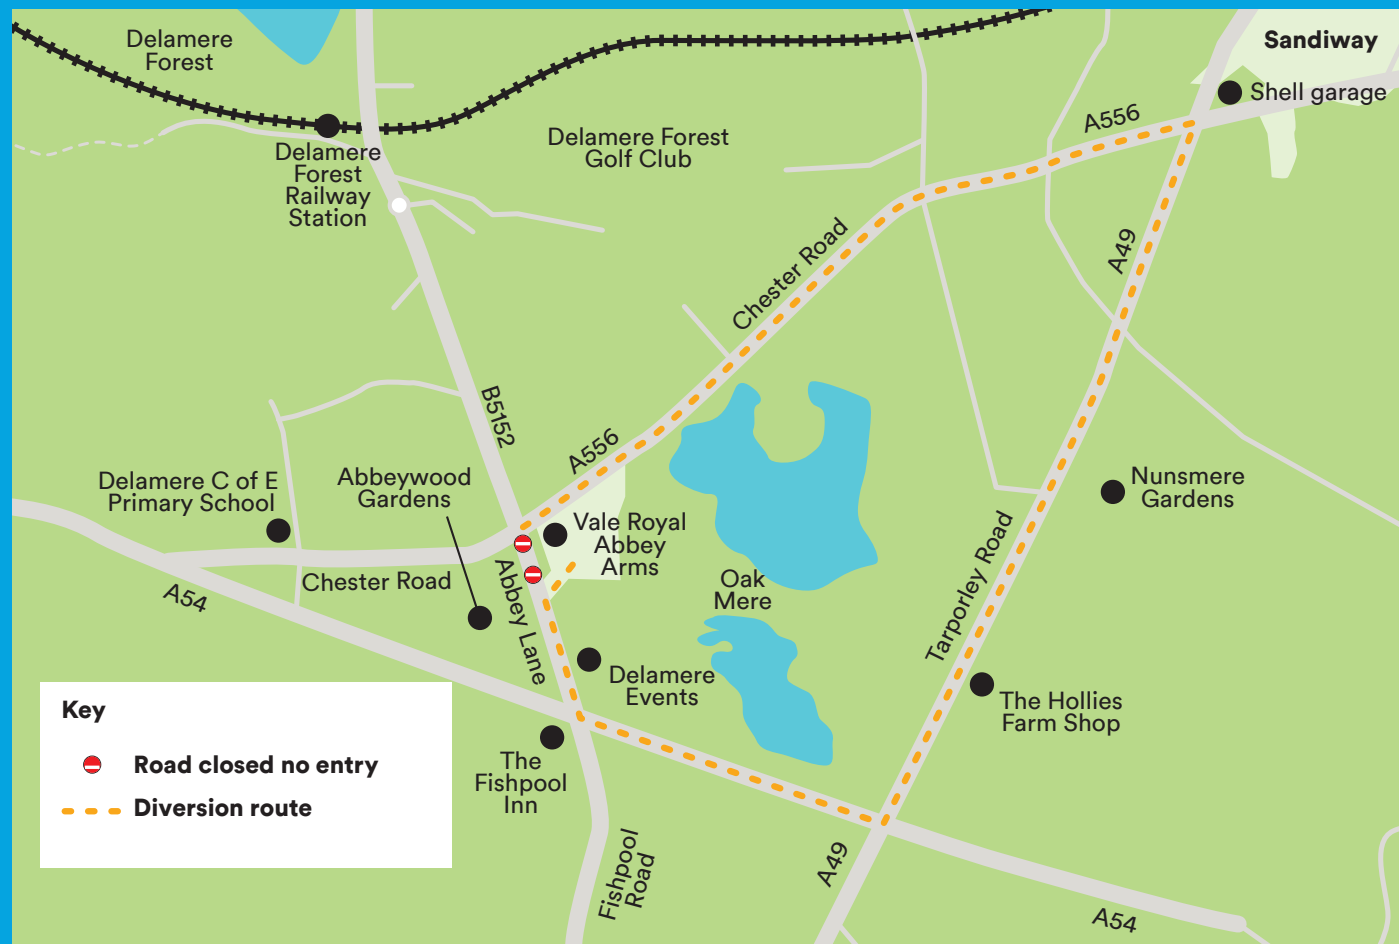 Delamere
Forest
Sandiway
Shell garage
A556
Delamere Forest
Golf Club
Delamere
Forest
Railway
Station
Chester Road
A49
B5152
A556
Delamere C of E
Primary School
Abbeywood
Gardens
Nunsmere
Gardens
Vale Royal
Abbey
Arms
Chester Road
A54
Abbey Lane
Oak
Mere
Tarporley Road
Delamere
Events
The Hollies
Farm Shop
The
Fishpool
Inn
Fishpool
Road
A49
A54
Key
Road closed no entry
Diversion route